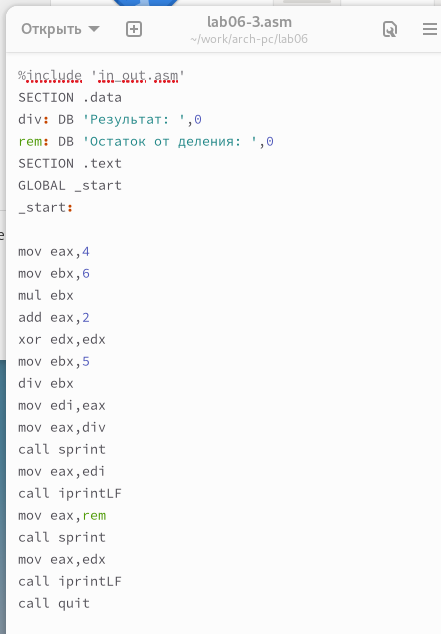 Открыть
lab06-3.asm
~/work/arch-pc/lab06
%include 'in_out.asm'
SECTION .data
div: DB 'Результат: ',0
rem: DB 'Остаток от деления: ',0
SECTION .text
GLOBAL _start
_start:
mov eax,4
mov ebx,6
mul ebx
add eax,2
xor edx,edx
mov ebx,5
div ebx
mov edi,eax
mov eax,div
call sprint
mov eax,edi
call iprintLF
mov eax,rem
call sprint
mov eax,edx
call iprintLF
call quit